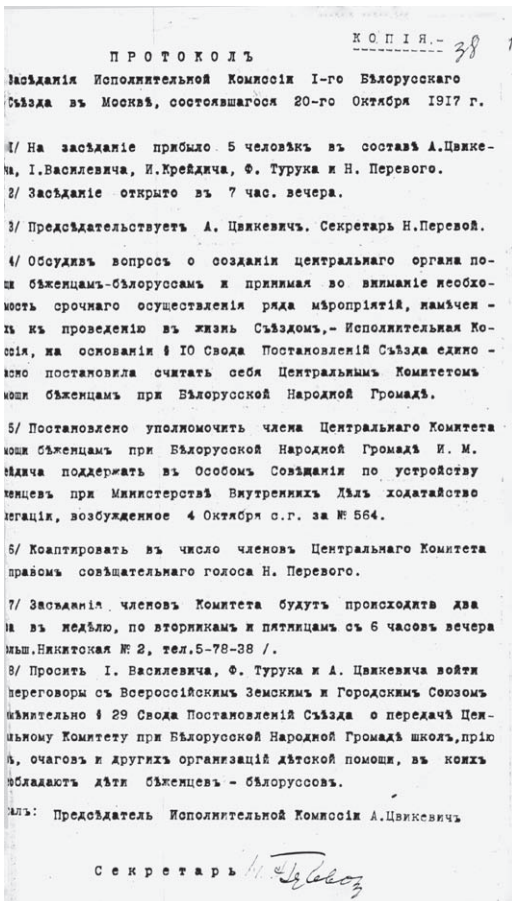 КОПІЯ.-
38
ПРОТОКОЛЪ
Засѣданія Исполнительной Комиссіи I-го Бѣлорусскаго
Съѣзда въ Москвѣ, состоявшагося 20-го Октября 1917 г.
1/ На засѣданіе прибыло 5 человѣкъ въ составѣ А.Цвике-
ча, І.Василевича, И.Крейдича, Ф. Турука и Н. Перевого.
2/ Засѣданіе открыто въ 7 час. вечера.
3/ Предсѣдательствуетъ А. Цвикевичъ. Секретарь Н.Перевой.
4/ Обсудивъ вопросъ о созданіи центральнаго органа по-
щи бѣженцамъ-бѣлоруссамъ и принимая во вниманіе необхо-
мость срочнаго осуществленія ряда мѣропріятій, намѣчен -
хъ къ проведенію въ жизнь Съѣздомъ,- Исполнительная Ко-
ссія, на основаніи § 10 Свода Постановленій Съѣзда едино -
асно постановила считать себя Центральнымъ Комитетомъ
мощи бѣженцамъ при Бѣлорусской Народной Громадѣ.
5/ Постановлено уполномочить члена Центральнаго Комитета
мощи бѣженцамъ при Бѣлорусской Народной Громадѣ И. М.
ейдича поддержать въ Особомъ Совѣщаніи по устройству
женцевъ при Министерствѣ Внутреннихъ Дѣлъ ходатайство
легаціи, возбужденное 4 Октября с.г. за № 564.
6/ Коаптировать въ число членовъ Центральнаго Комитета
правомъ совѣщательнаго голоса Н. Перевого.
7/ Засѣданія членовъ Комитета будутъ происходить два
за въ недѣлю, по вторникамъ и пятницамъ съ 6 часовъ вечера
ольш.Никитская № 2, тел.5-78-38 /.
8/ Просить І. Василевича, Ф. Турука и А. Цвикевича войти
переговоры съ Всероссійскимъ Земскимъ и Городскимъ Союзомъ
мѣнительно § 29 Свода Постановленій Съѣзда о передачѣ Цен-
льному Комитету при Бѣлорусской Народной Громадѣ школъ,прію
ъ, очаговъ и другихъ организацій дѣтской помощи, въ коихъ
обладаютъ дѣти бѣженцевъ - бѣлоруссовъ.
салъ: Предсѣдатель Исполнительной Комиссіи А.Цвикевичъ
Секретарь Н. Перевой